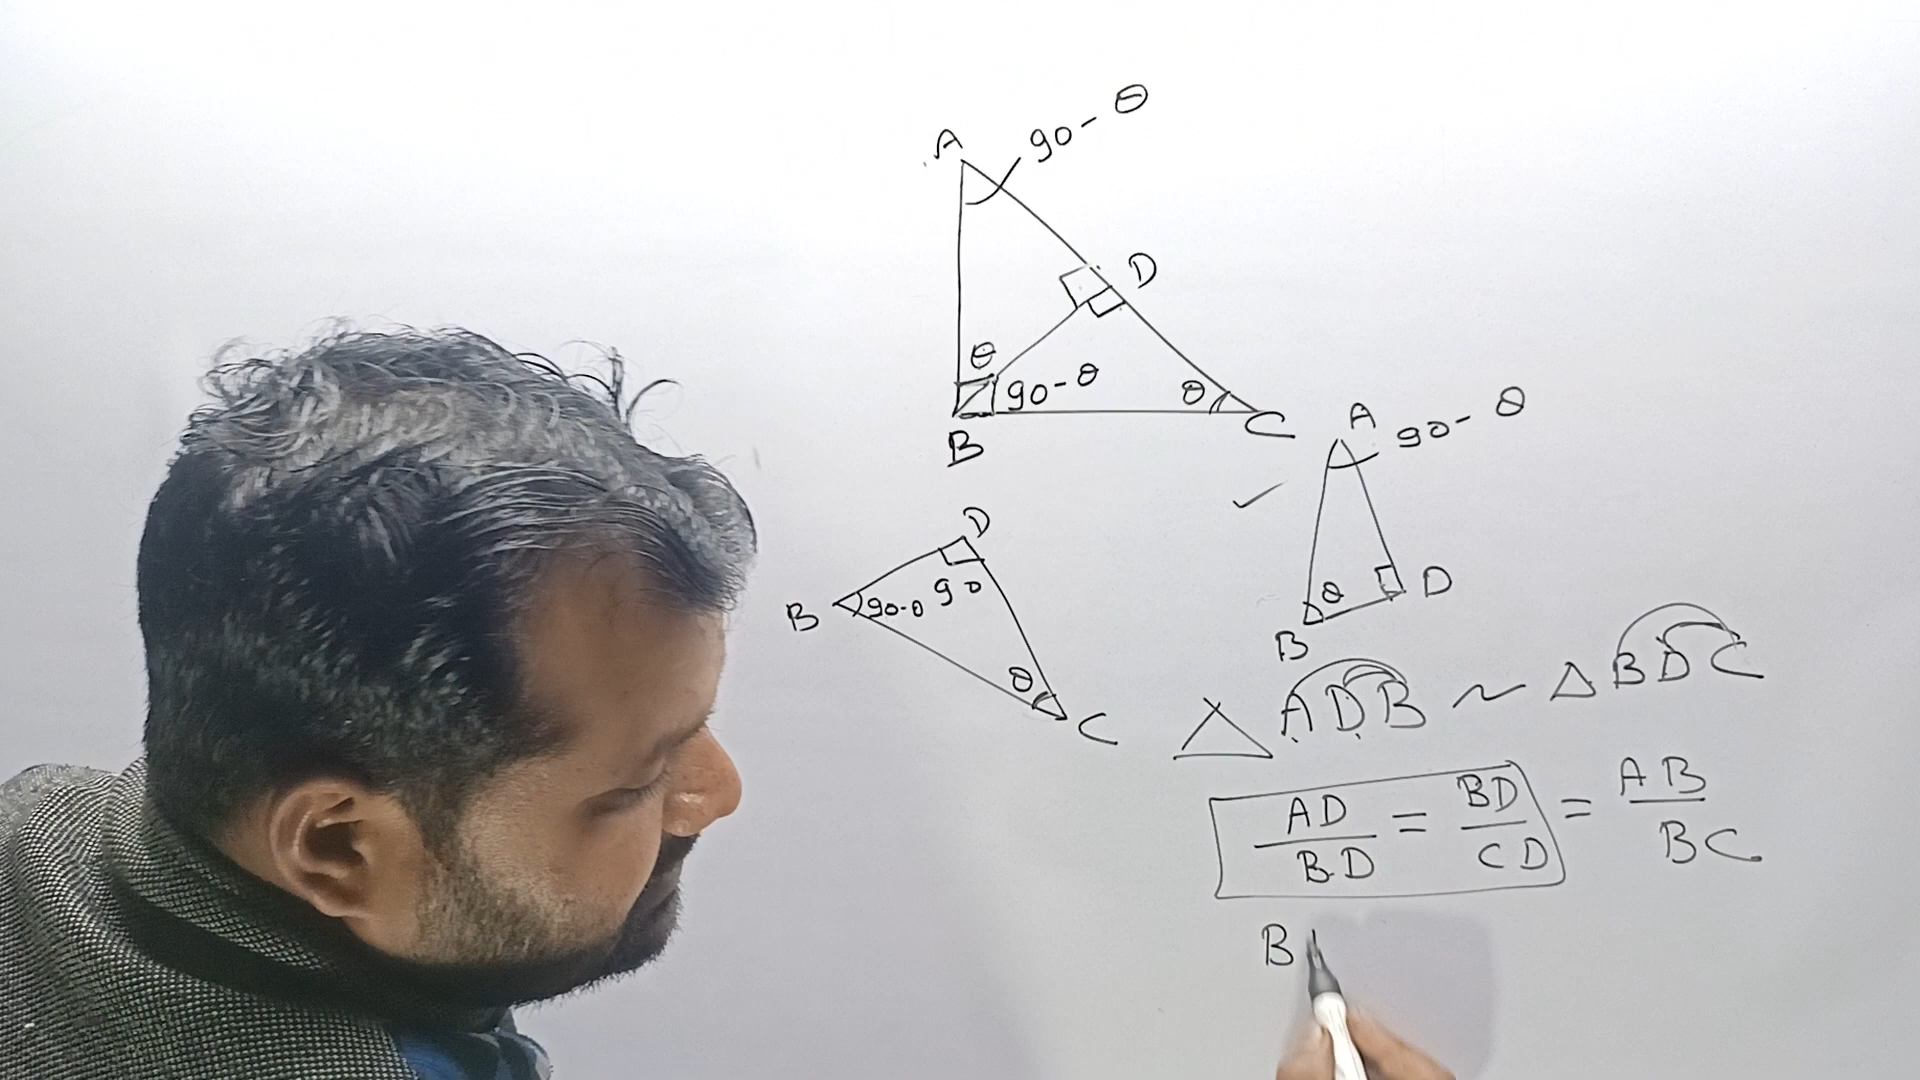 90 - θ
A
D
θ
90 - θ
θ
B
C
A
90 - θ
D
B
90-θ
90
θ
C
θ
D
B
△ ADB ~ △ BDC
AD/BD = BD/CD = AB/BC
B